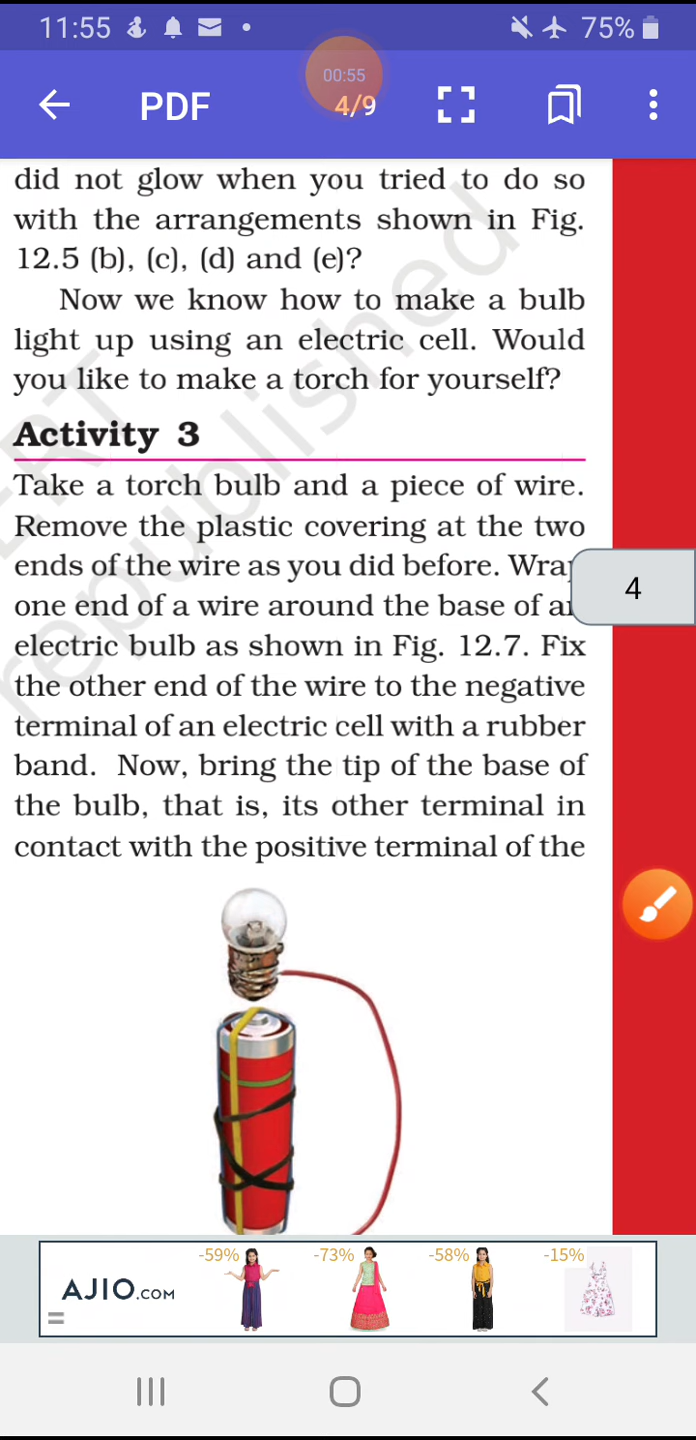 11:55
75%
00:55
PDF
4/9
did not glow when you tried to do so
with the arrangements shown in Fig.
12.5 (b), (c), (d) and (e)?
Now we know how to make a bulb
light up using an electric cell. Would
you like to make a torch for yourself?
Activity 3
Take a torch bulb and a piece of wire.
Remove the plastic covering at the two
ends of the wire as you did before.
one end of a wire around the base of
4
electric bulb as shown in Fig. 12.7. Fix
the other end of the wire to the negative
terminal of an electric cell with a rubber
band. Now, bring the tip of the base of
the bulb, that is, its other terminal in
contact with the positive terminal of the
republished
-59%
-73%
-58%
-15%
AJIO.COM